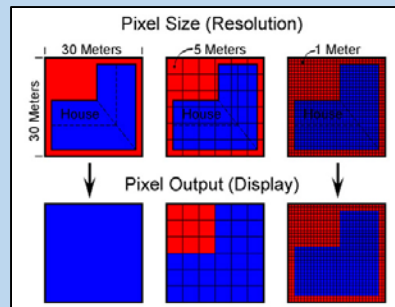 Pixel Size (Resolution)
30 Meters
5 Meters
1 Meter
30 Meters
House
House
House
Pixel Output (Display)